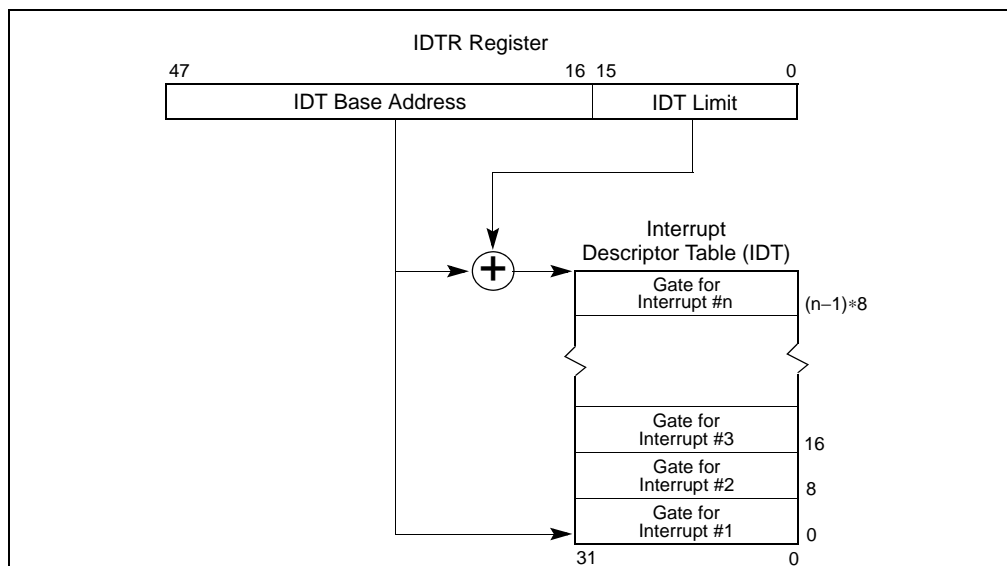 IDTR Register
47 16 15 0
IDT Base Address IDT Limit
Interrupt
Descriptor Table (IDT)
Gate for
Interrupt #n
(n−1)∗8
Gate for
Interrupt #3
16
Gate for
Interrupt #2
8
Gate for
Interrupt #1
0
31 0